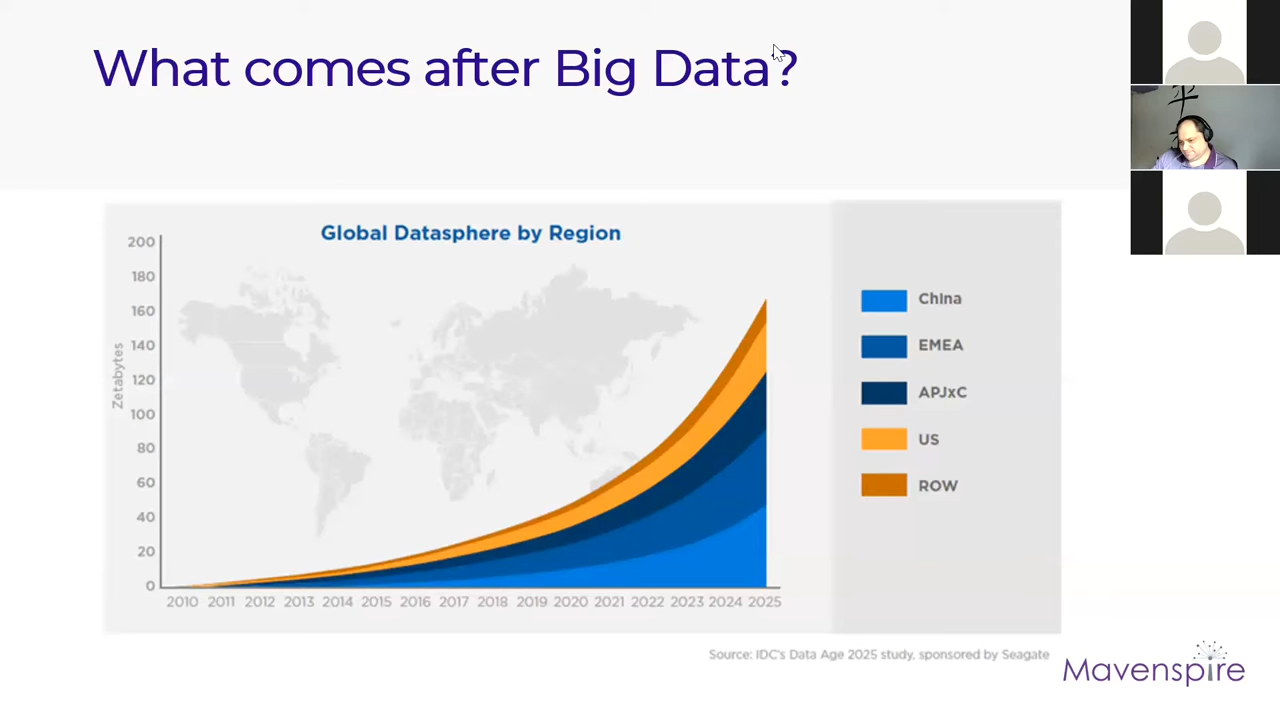 What comes after Big Data?
Global Datasphere by Region
Zetabytes
200
180
160
140
120
100
80
60
40
20
0
2010 2011 2012 2013 2014 2015 2016 2017 2018 2019 2020 2021 2022 2023 2024 2025
China
EMEA
APJxC
US
ROW
Source: IDC's Data Age 2025 study, sponsored by Seagate
Mavenspire